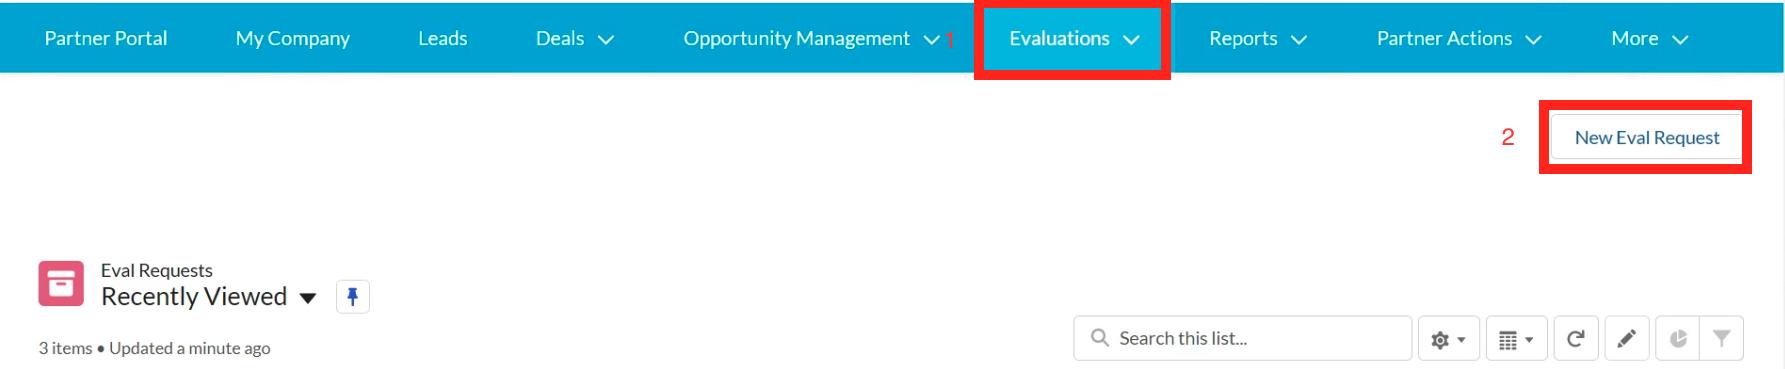 Partner Portal My Company Leads Deals Opportunity Management 1 Evaluations Reports Partner Actions More
2 New Eval Request
Eval Requests
Recently Viewed
3 items • Updated a minute ago
Search this list...